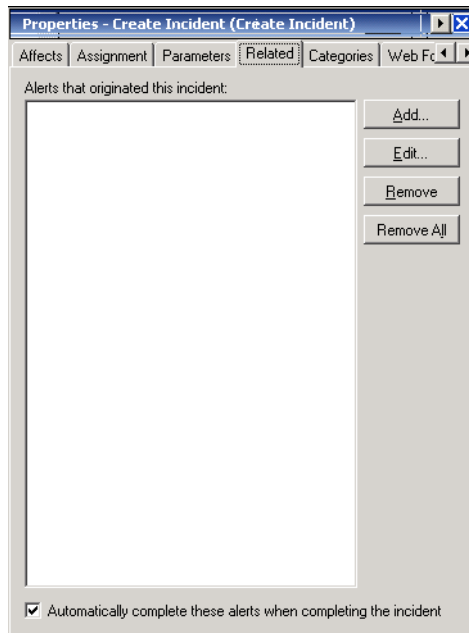 Properties - Create Incident (Create Incident)
Affects Assignment Parameters Related Categories Web Fo
Alerts that originated this incident:
Add...
Edit...
Remove
Remove All
Automatically complete these alerts when completing the incident